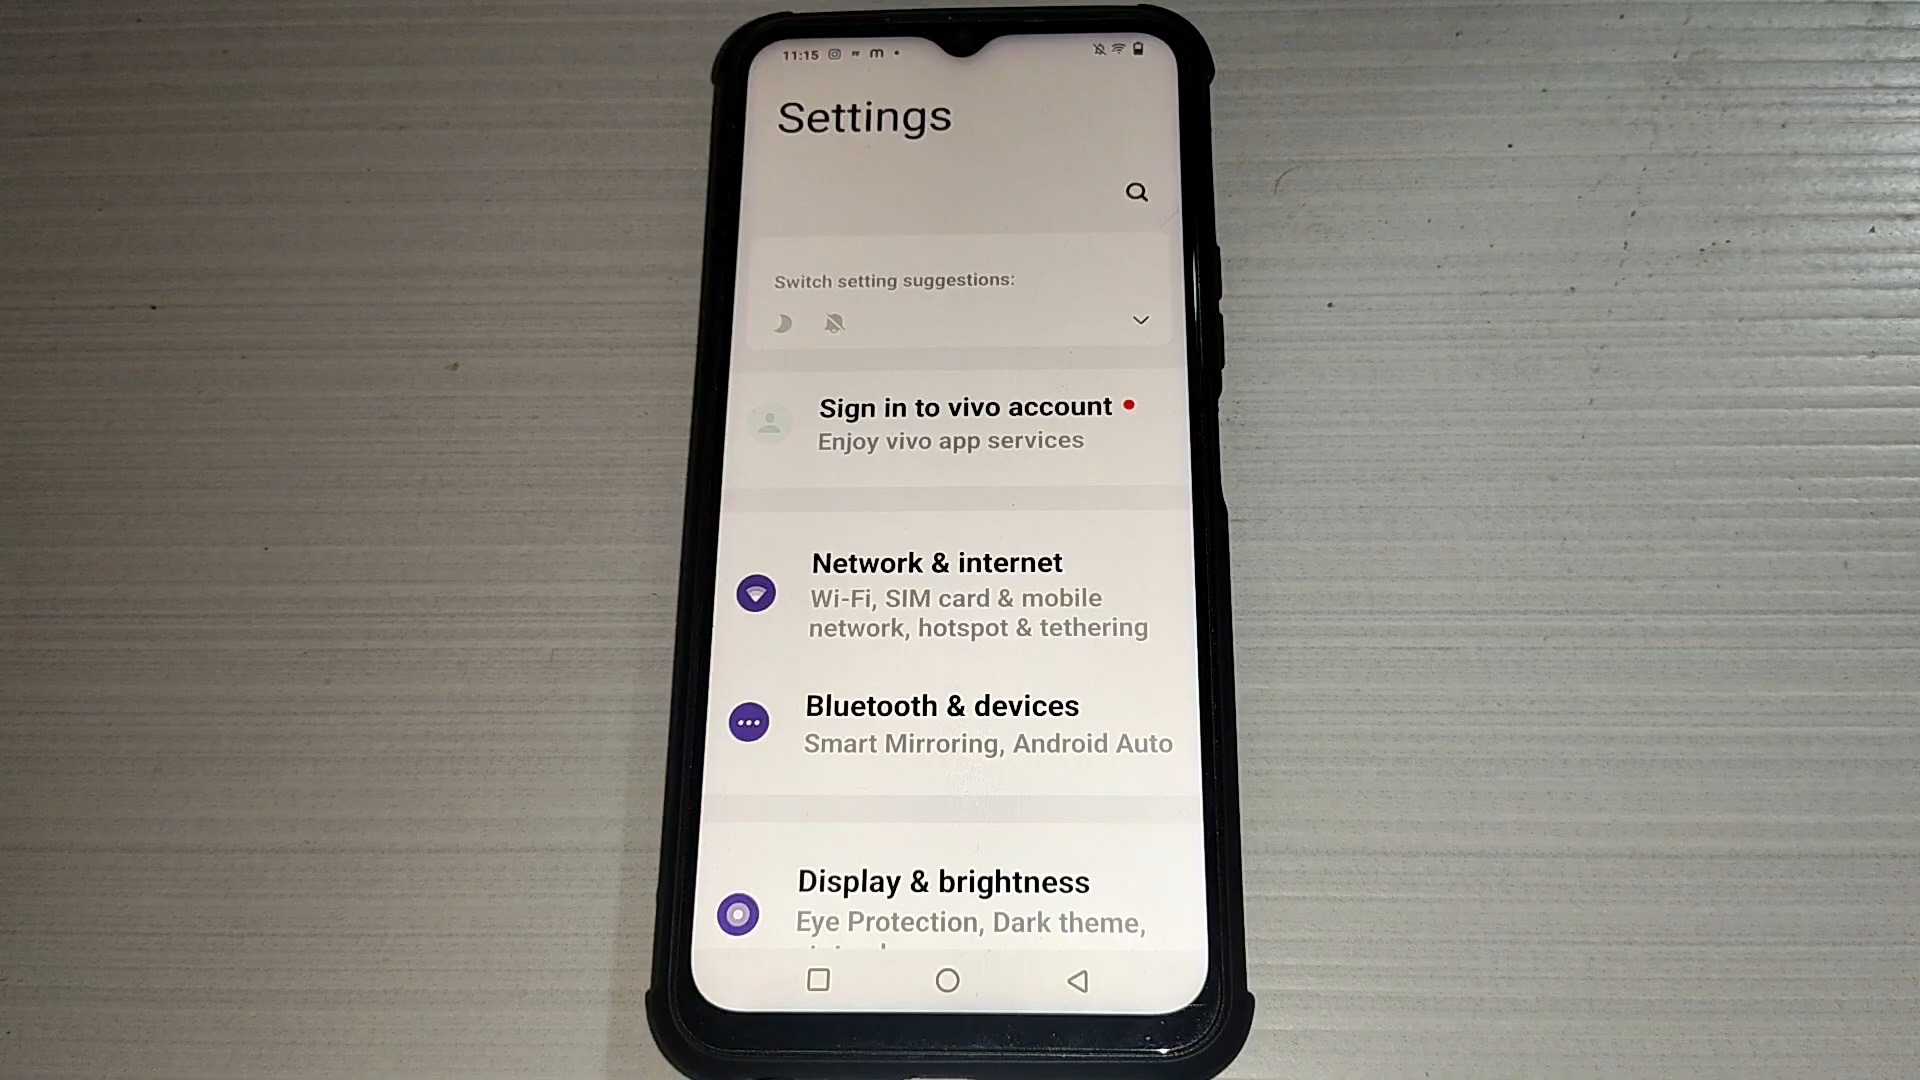 11:15
Settings
Switch setting suggestions:
Sign in to vivo account
Enjoy vivo app services
Network & internet
Wi-Fi, SIM card & mobile
network, hotspot & tethering
Bluetooth & devices
Smart Mirroring, Android Auto
Display & brightness
Eye Protection, Dark theme,